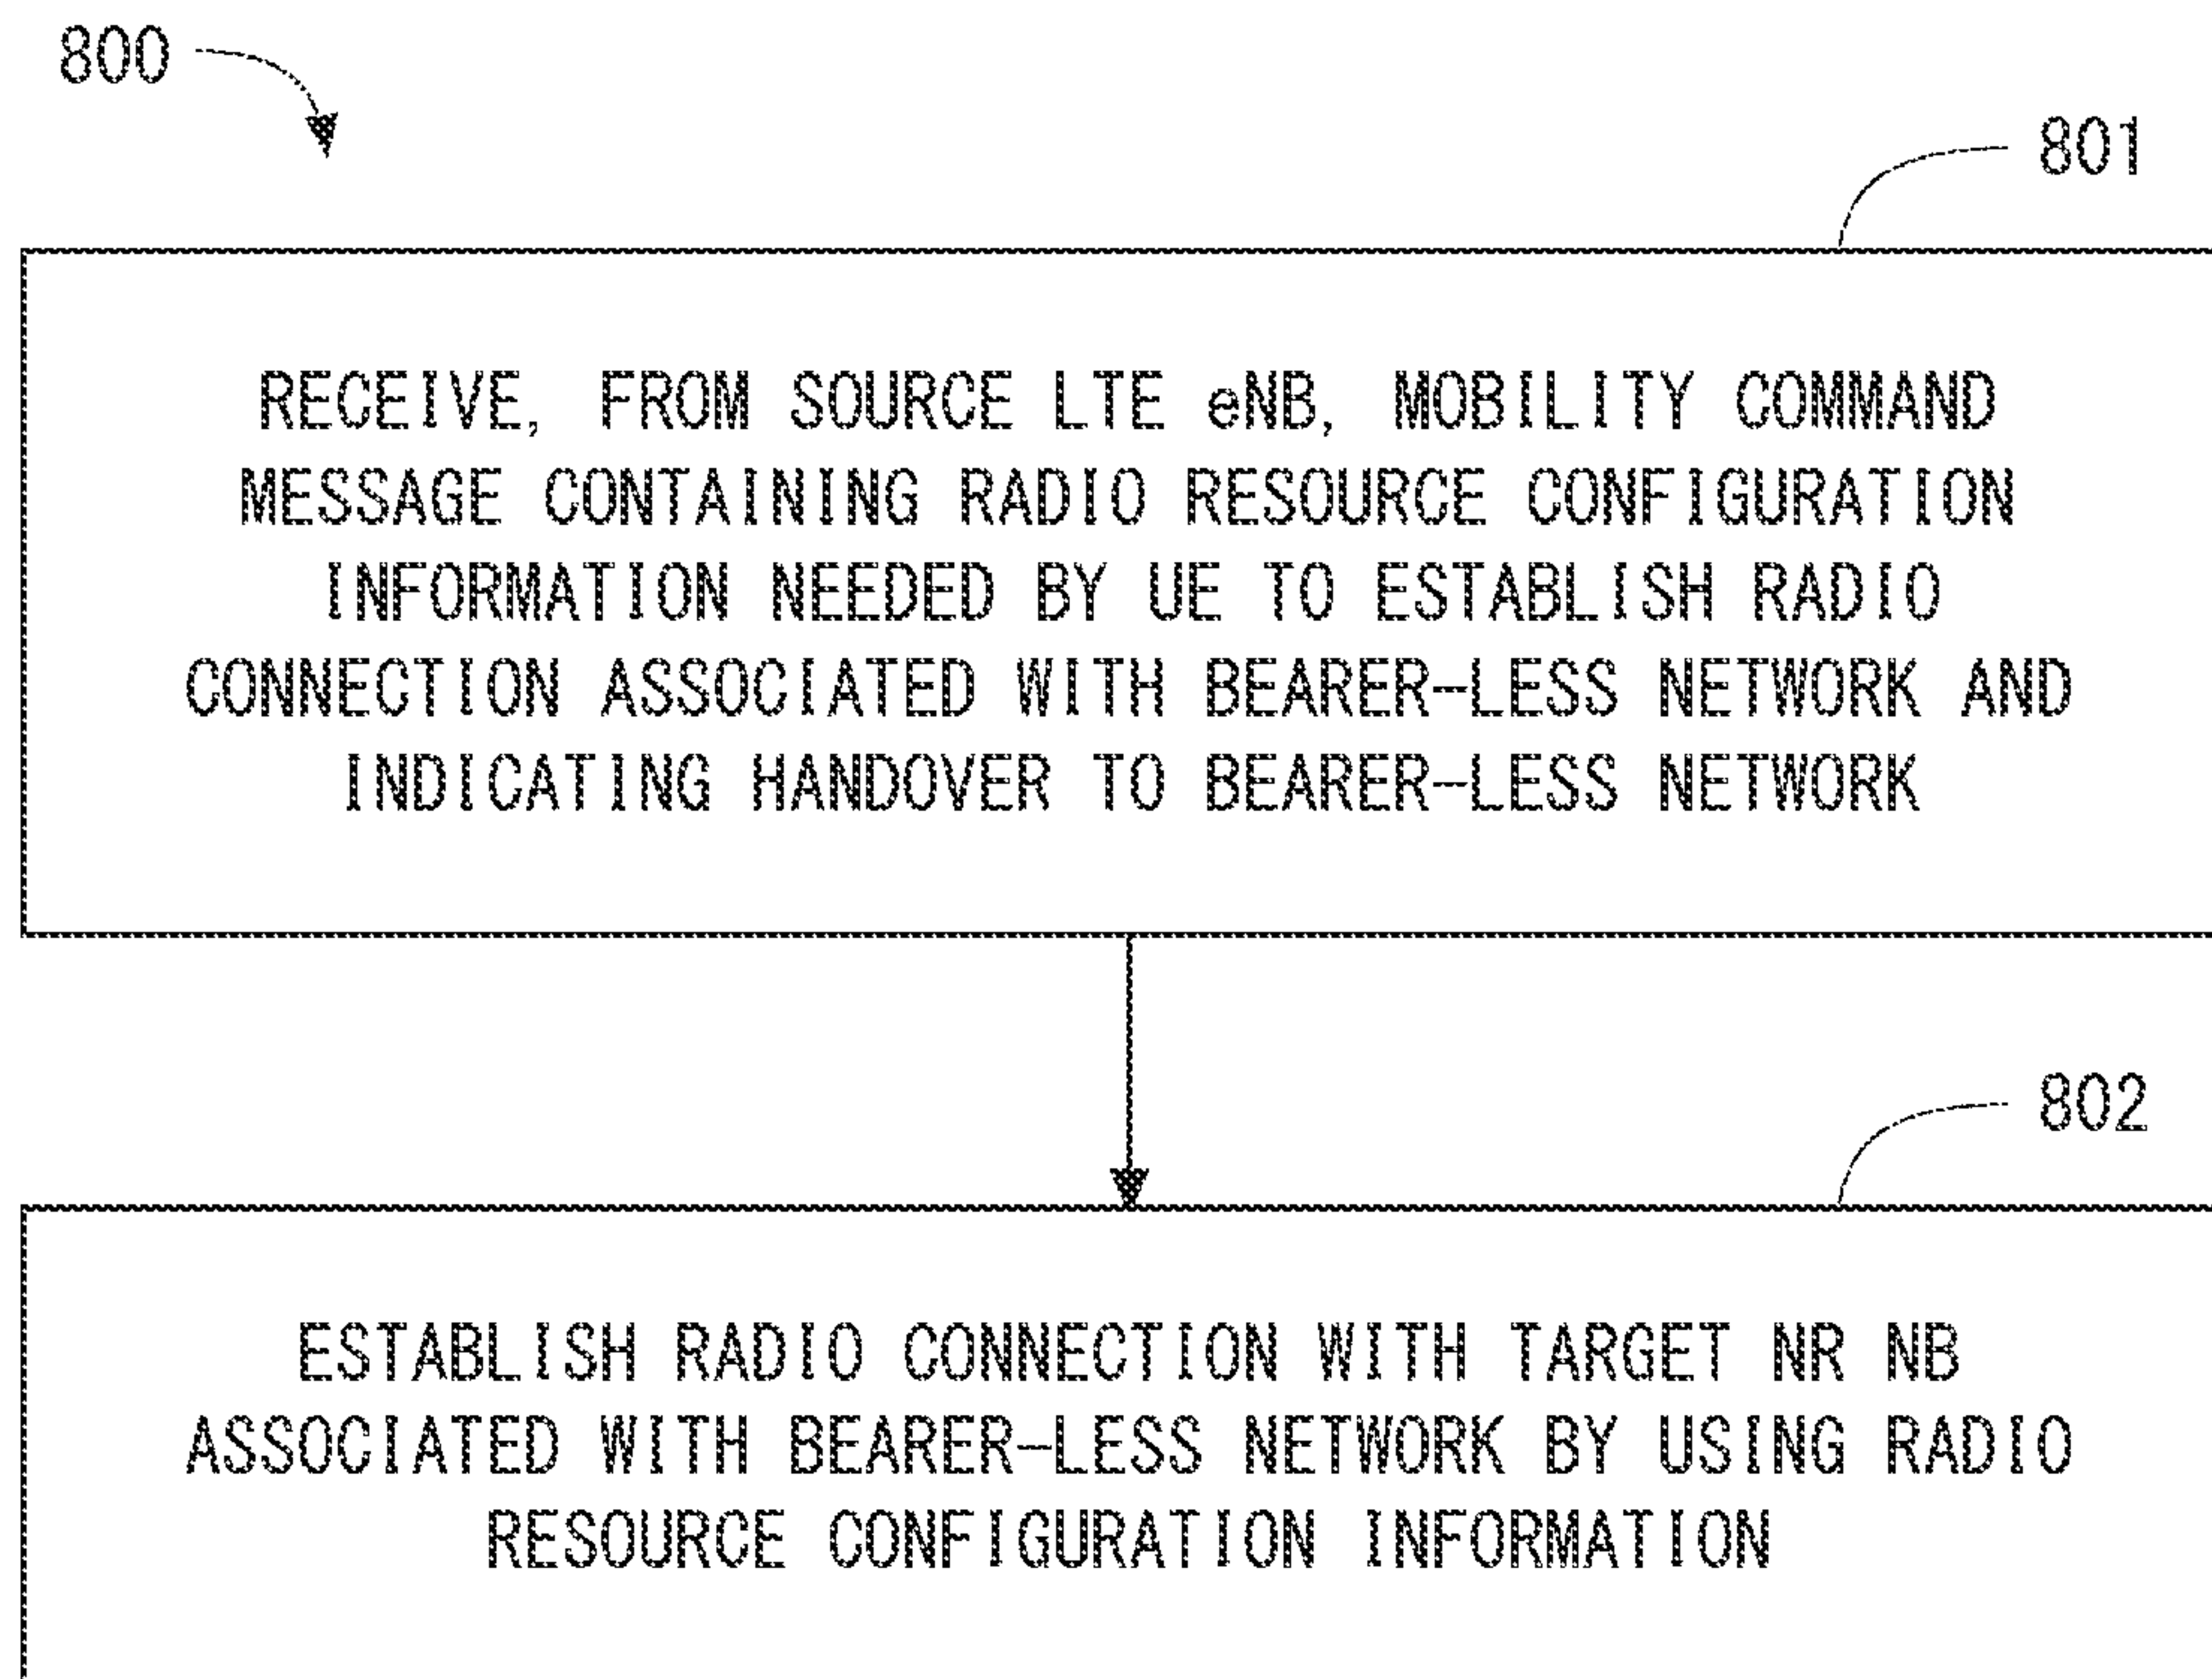 800
801
RECEIVE, FROM SOURCE LTE eNB, MOBILITY COMMAND
MESSAGE CONTAINING RADIO RESOURCE CONFIGURATION
INFORMATION NEEDED BY UE TO ESTABLISH RADIO
CONNECTION ASSOCIATED WITH BEARER-LESS NETWORK AND
INDICATING HANDOVER TO BEARER-LESS NETWORK
802
ESTABLISH RADIO CONNECTION WITH TARGET NR NB
ASSOCIATED WITH BEARER-LESS NETWORK BY USING RADIO
RESOURCE CONFIGURATION INFORMATION